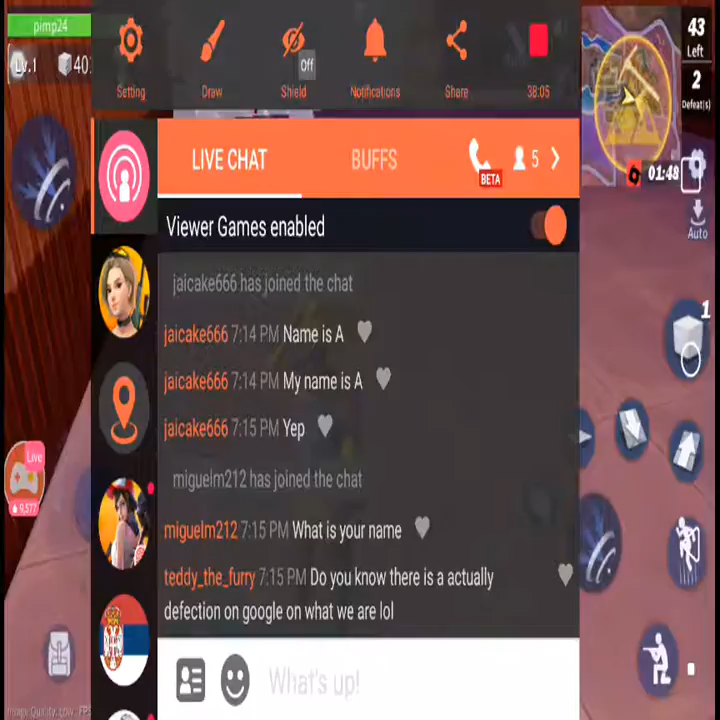 pimp24
Lv.1
40
Setting
Draw
Off
Shield
Notifications
Share
38:05
43
Left
2
Defeat(s)
01:48
Auto
1
LIVE CHAT
BUFFS
BETA
5
Viewer Games enabled
jaicake666 has joined the chat
jaicake666 7:14 PM Name is A
jaicake666 7:14 PM My name is A
jaicake666 7:15 PM Yep
miguelm212 has joined the chat
miguelm212 7:15 PM What is your name
teddy_the_furry 7:15 PM Do you know there is a actually
defection on google on what we are lol
Live
9,577
What's up!